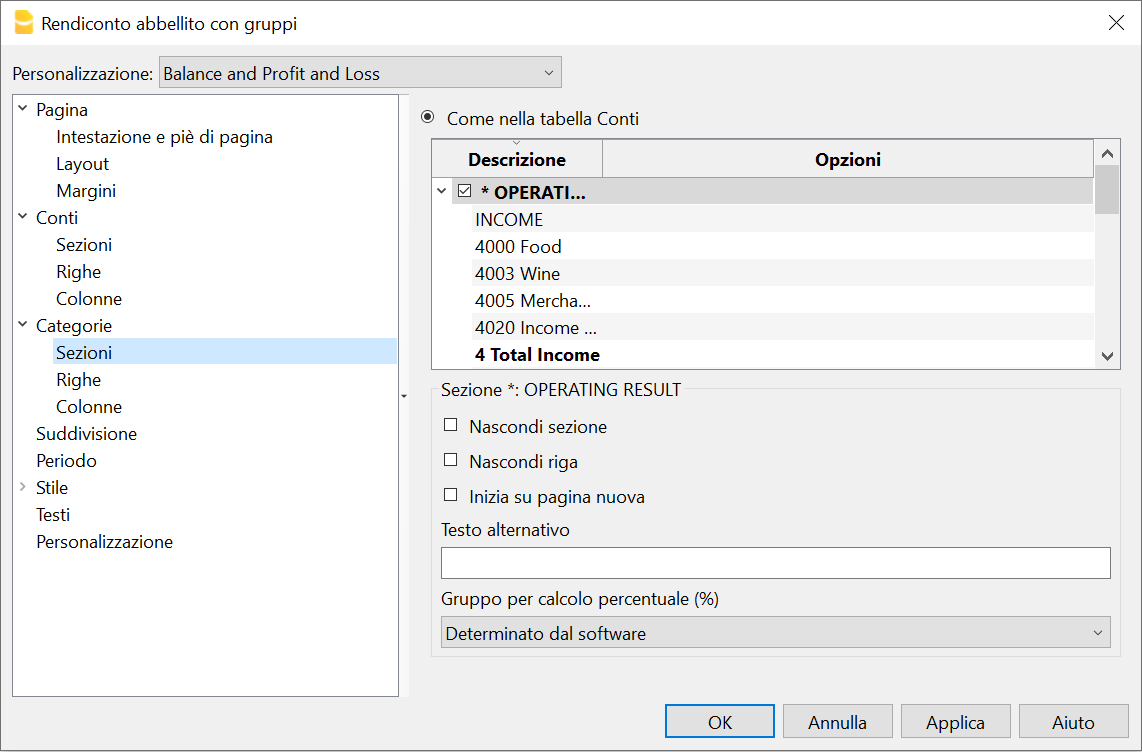 Rendiconto abbellito con gruppi
Personalizzazione: Balance and Profit and Loss
Pagina
Intestazione e piè di pagina
Layout
Margini
Conti
Sezioni
Righe
Colonne
Categorie
Sezioni
Righe
Colonne
Suddivisione
Periodo
Stile
Testi
Personalizzazione
Come nella tabella Conti
Descrizione Opzioni
* OPERATI...
INCOME
4000 Food
4003 Wine
4005 Mercha...
4020 Income ...
4 Total Income
Sezione *: OPERATING RESULT
Nascondi sezione
Nascondi riga
Inizia su pagina nuova
Testo alternativo
Gruppo per calcolo percentuale (%)
Determinato dal software
OK Annulla Applica Aiuto